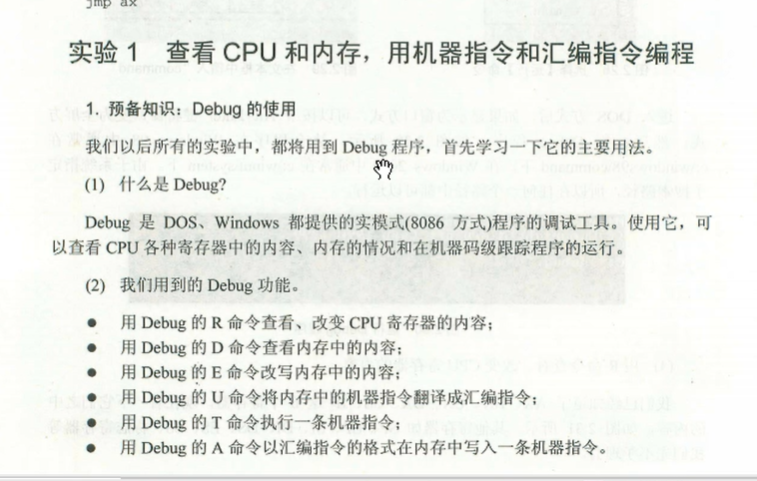 jmp ax
实验 1 查看 CPU 和内存，用机器指令和汇编指令编程
1. 预备知识：Debug 的使用
我们以后所有的实验中，都将用到 Debug 程序，首先学习一下它的主要用法。
(1) 什么是 Debug?
Debug 是 DOS、Windows 都提供的实模式(8086 方式)程序的调试工具。使用它，可
以查看 CPU 各种寄存器中的内容、内存的情况和在机器码级跟踪程序的运行。
(2) 我们用到的 Debug 功能。
● 用 Debug 的 R 命令查看、改变 CPU 寄存器的内容；
● 用 Debug 的 D 命令查看内存中的内容；
● 用 Debug 的 E 命令改写内存中的内容；
● 用 Debug 的 U 命令将内存中的机器指令翻译成汇编指令；
● 用 Debug 的 T 命令执行一条机器指令；
● 用 Debug 的 A 命令以汇编指令的格式在内存中写入一条机器指令。